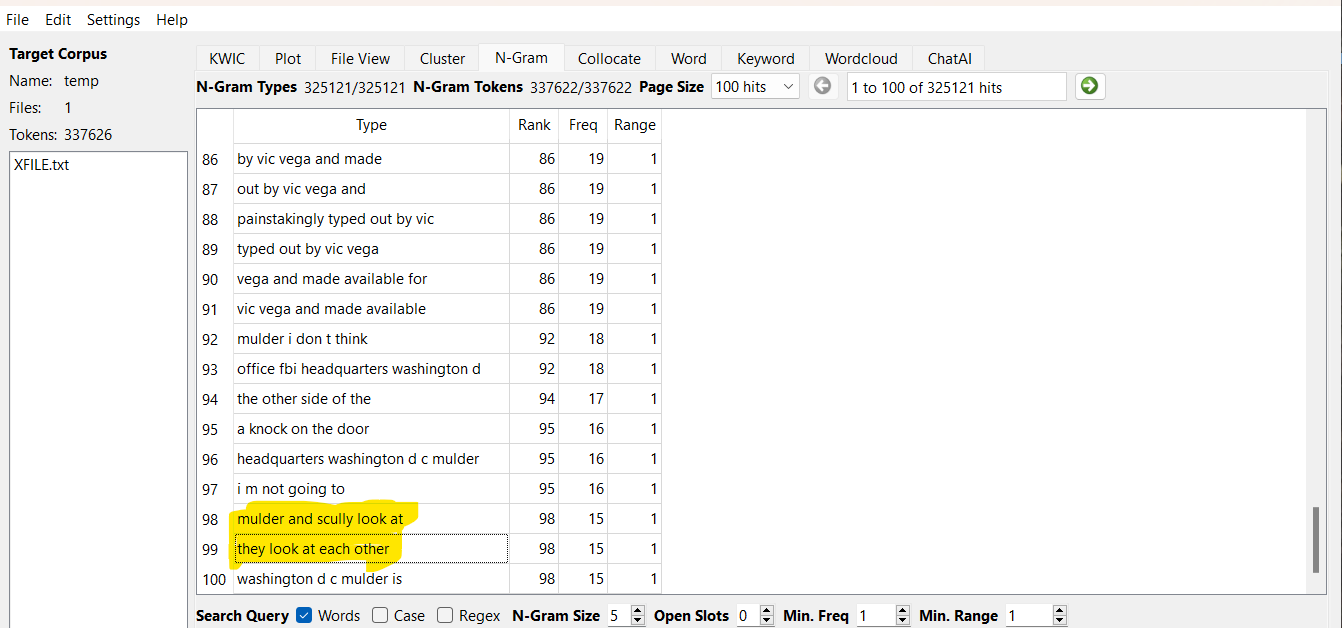 File Edit Settings Help
Target Corpus
Name: temp
Files: 1
Tokens: 337626
XFILE.txt
KWIC Plot File View Cluster N-Gram Collocate Word Keyword Wordcloud ChatAI
N-Gram Types 325121/325121 N-Gram Tokens 337622/337622 Page Size 100 hits 1 to 100 of 325121 hits
Type Rank Freq Range
86 by vic vega and made 86 19 1
87 out by vic vega and 86 19 1
88 painstakingly typed out by vic 86 19 1
89 typed out by vic vega 86 19 1
90 vega and made available for 86 19 1
91 vic vega and made available 86 19 1
92 mulder i don t think 92 18 1
93 office fbi headquarters washington d 92 18 1
94 the other side of the 94 17 1
95 a knock on the door 95 16 1
96 headquarters washington d c mulder 95 16 1
97 i m not going to 95 16 1
98 mulder and scully look at 98 15 1
99 they look at each other 98 15 1
100 washington d c mulder is 98 15 1
Search Query Words Case Regex N-Gram Size 5 Open Slots 0 Min. Freq 1 Min. Range 1